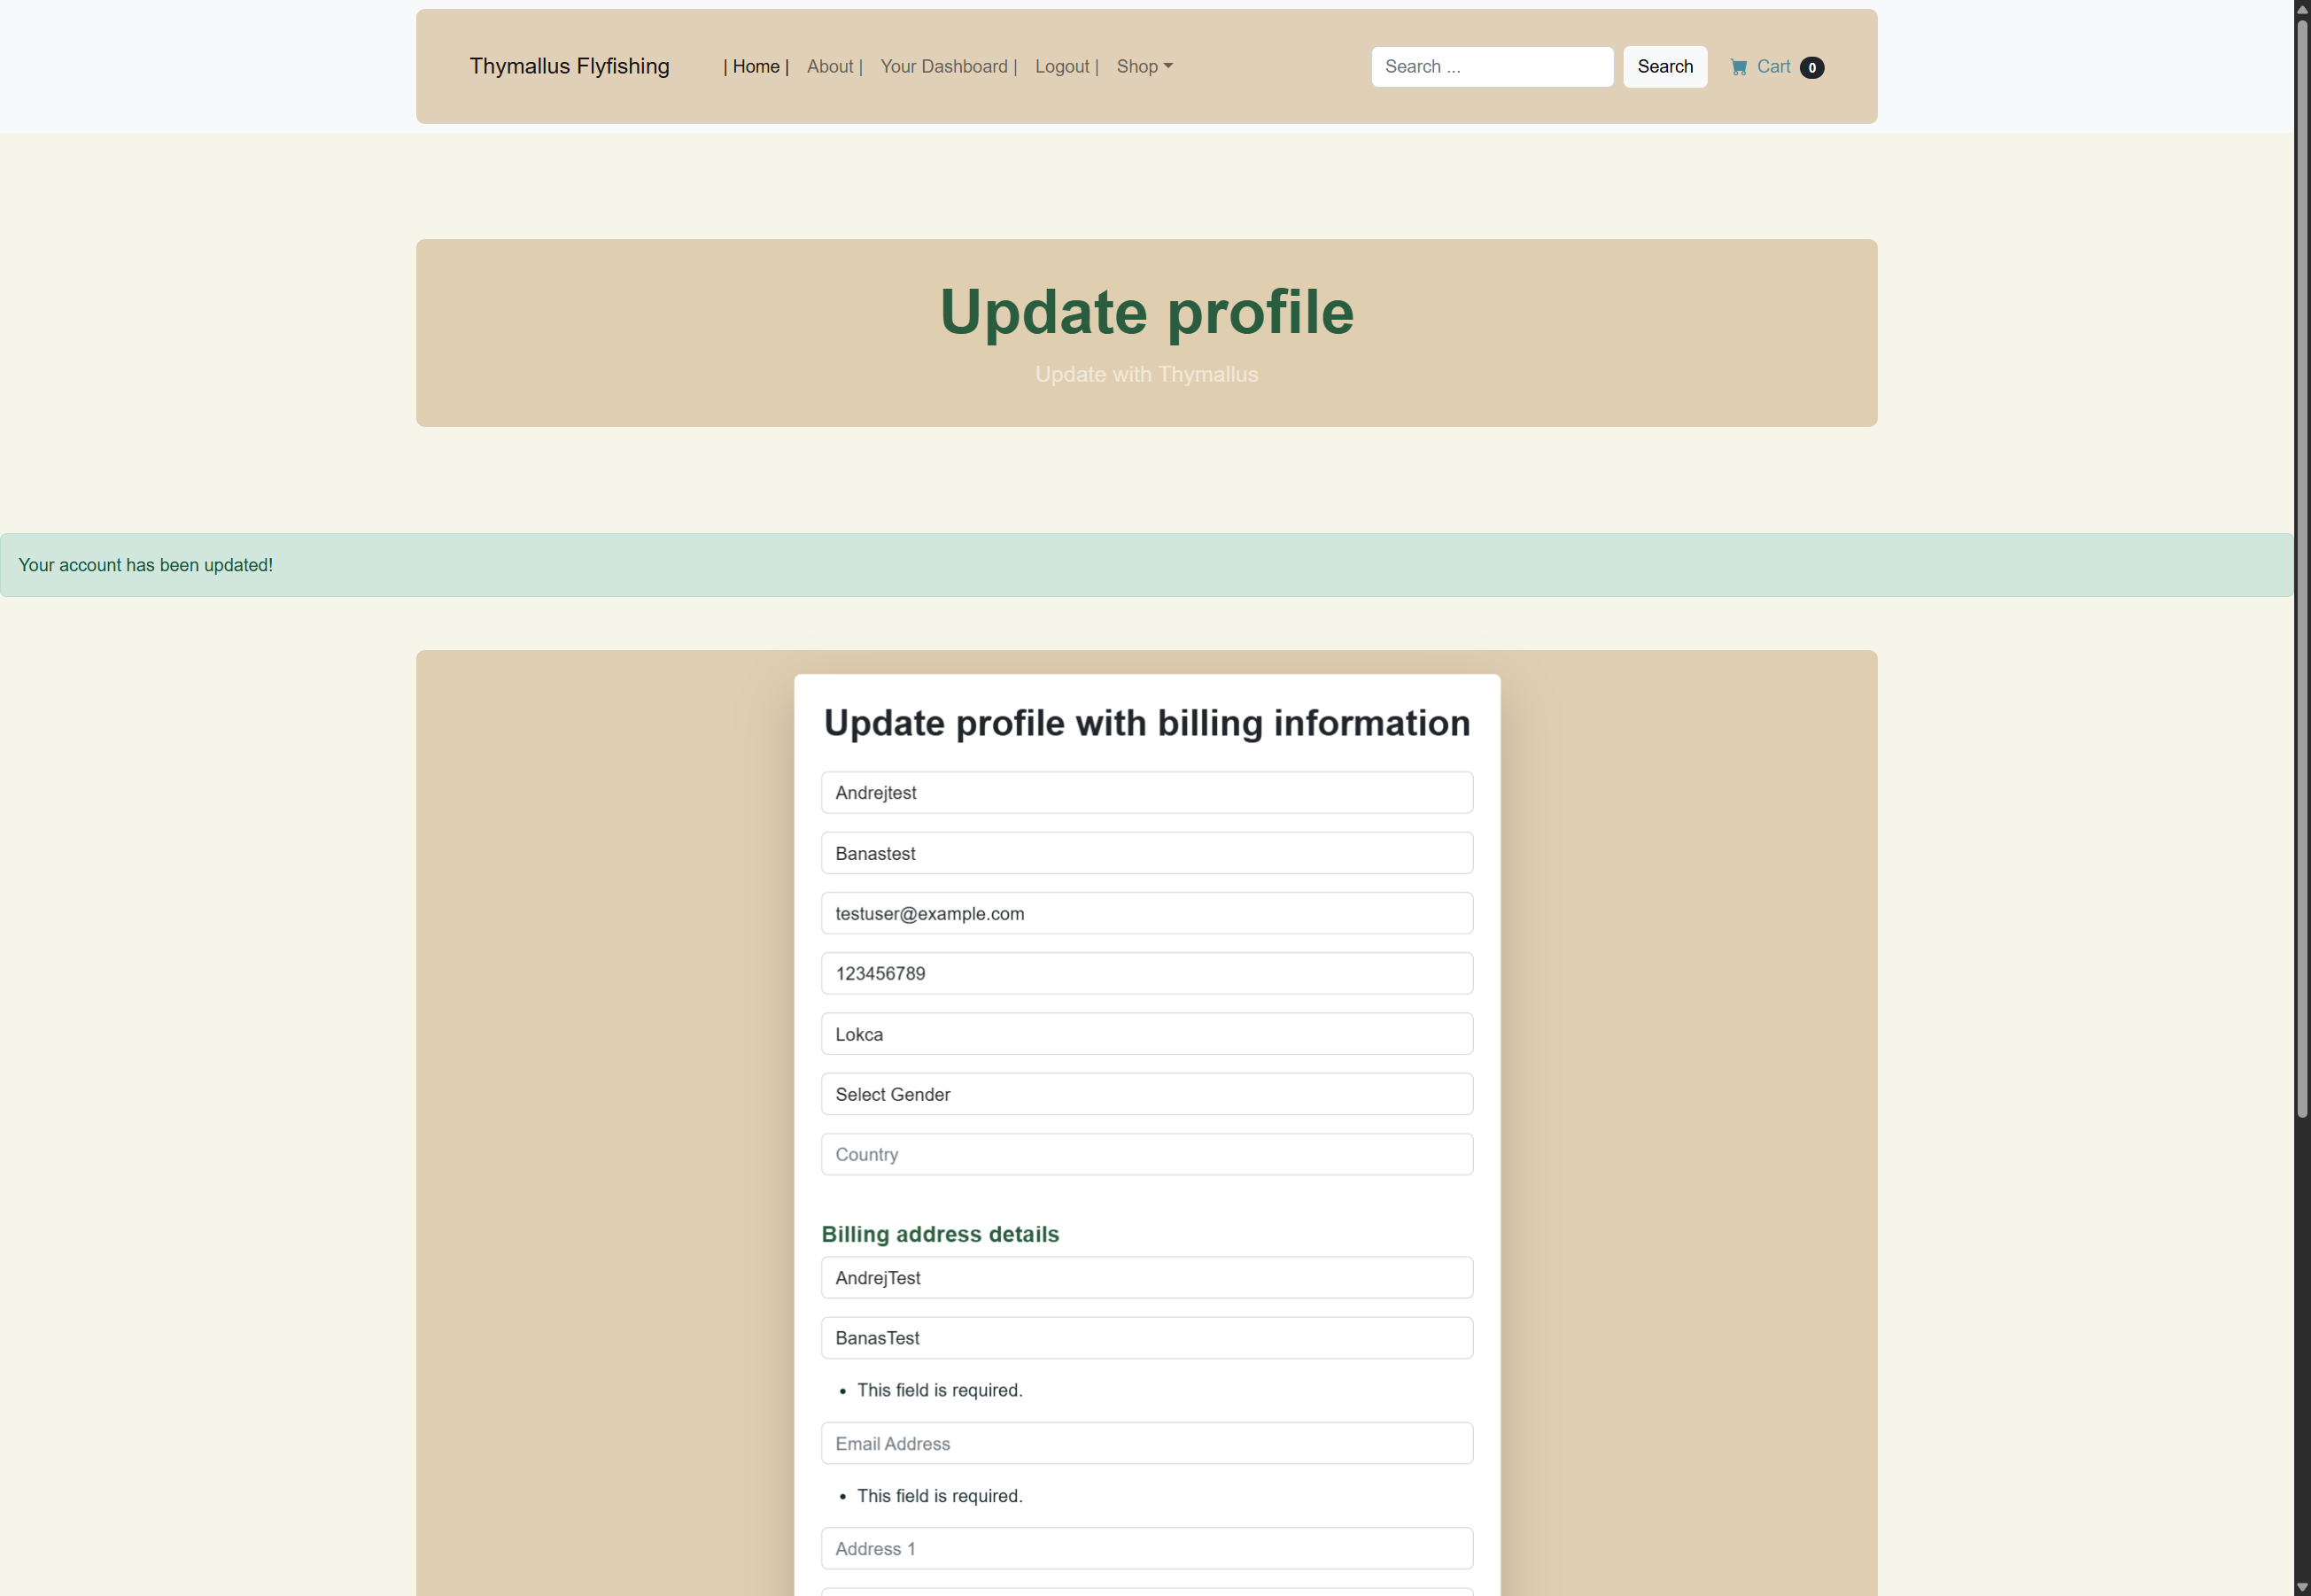 Thymallus Flyfishing | Home | About | Your Dashboard | Logout | Shop Search ... Search Cart 0
Update profile
Update with Thymallus
Your account has been updated!
Update profile with billing information
Andrejtest
Banastest
testuser@example.com
123456789
Lokca
Select Gender
Country
Billing address details
AndrejTest
BanasTest
• This field is required.
Email Address
• This field is required.
Address 1